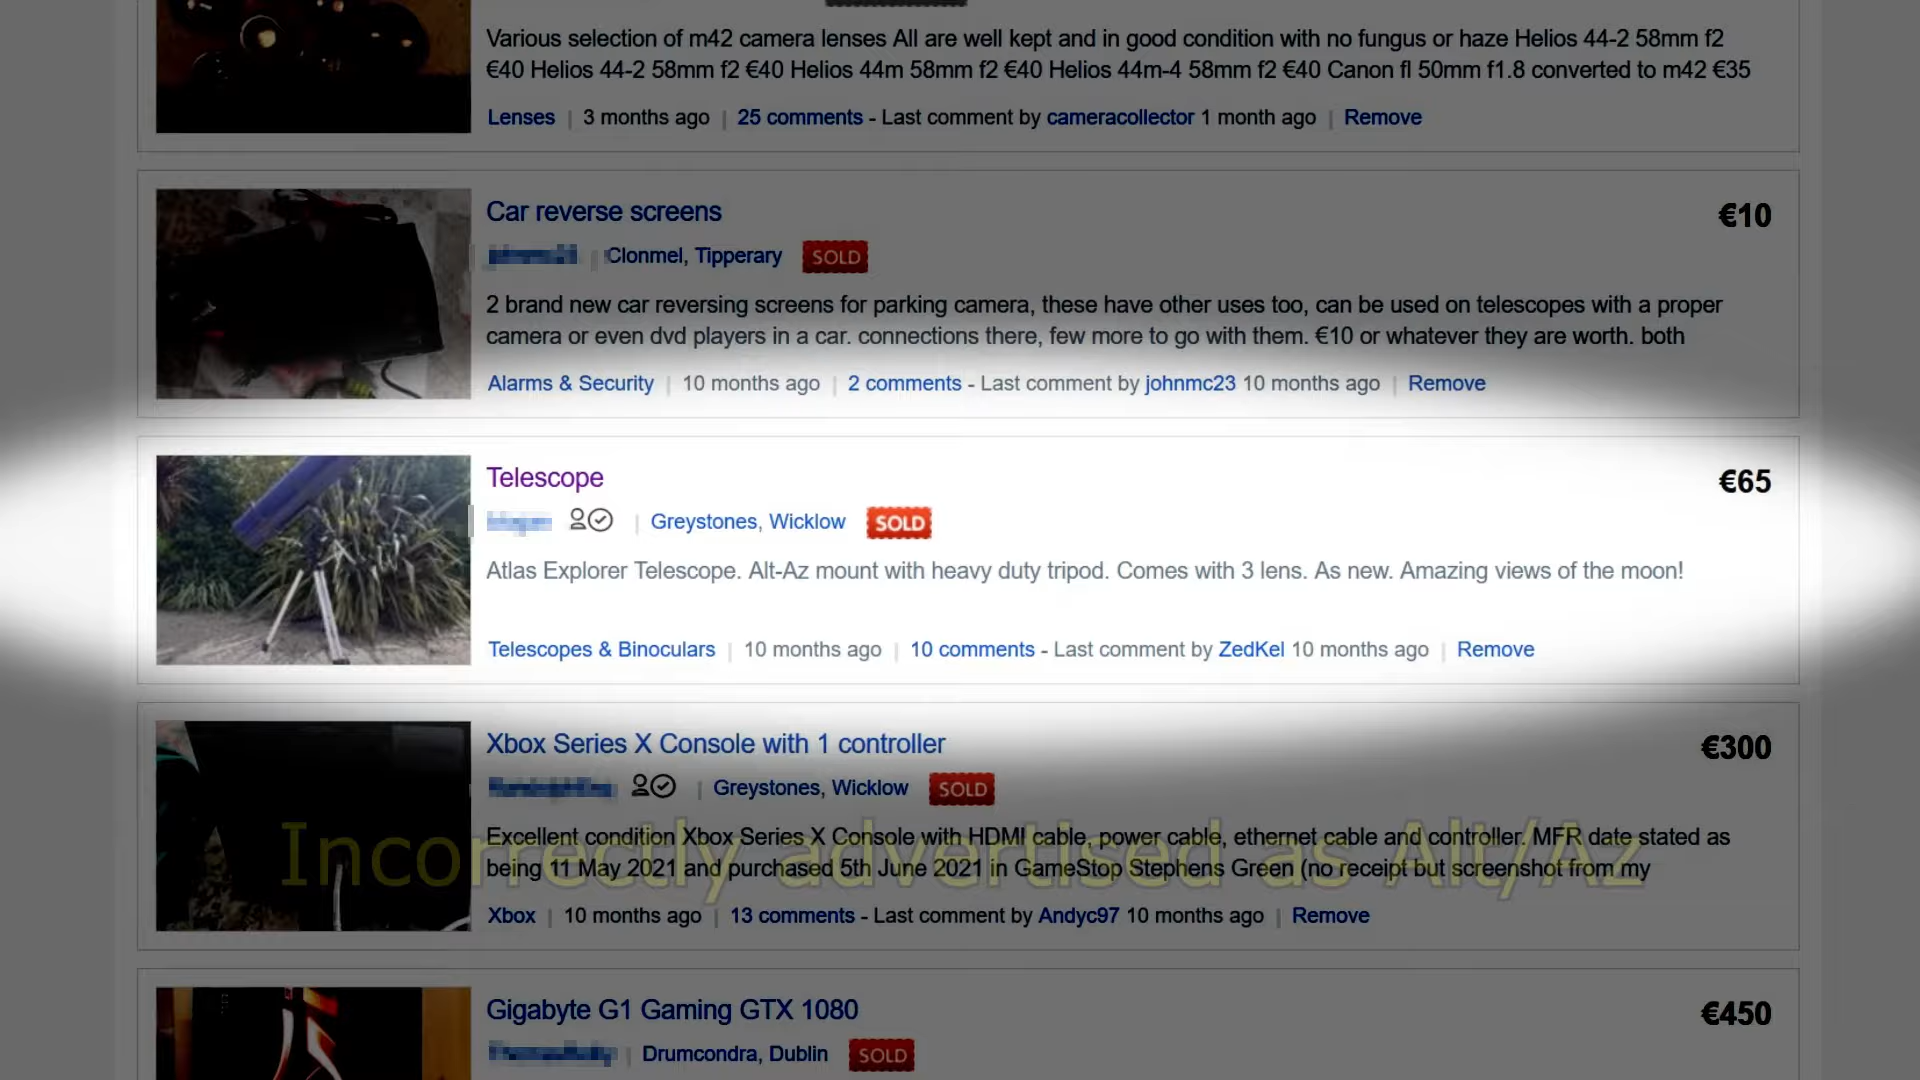 Various selection of m42 camera lenses All are well kept and in good condition with no fungus or haze Helios 44-2 58mm f2
€40 Helios 44-2 58mm f2 €40 Helios 44m 58mm f2 €40 Helios 44m-4 58mm f2 €40 Canon fl 50mm f1.8 converted to m42 €35
Lenses | 3 months ago | 25 comments - Last comment by cameracollector 1 month ago | Remove
Car reverse screens €10
| Clonmel, Tipperary SOLD
2 brand new car reversing screens for parking camera, these have other uses too, can be used on telescopes with a proper
camera or even dvd players in a car. connections there, few more to go with them. €10 or whatever they are worth. both
Alarms & Security | 10 months ago | 2 comments - Last comment by johnmc23 10 months ago | Remove
Telescope €65
| Greystones, Wicklow SOLD
Atlas Explorer Telescope. Alt-Az mount with heavy duty tripod. Comes with 3 lens. As new. Amazing views of the moon!
Telescopes & Binoculars | 10 months ago | 10 comments - Last comment by ZedKel 10 months ago | Remove
Xbox Series X Console with 1 controller €300
| Greystones, Wicklow SOLD
Excellent condition Xbox Series X Console with HDMI cable, power cable, ethernet cable and controller. MFR date stated as
being 11 May 2021 and purchased 5th June 2021 in GameStop Stephens Green (no receipt but screenshot from my
Incorrectly advertised as Alt/Az
Xbox | 10 months ago | 13 comments - Last comment by Andyc97 10 months ago | Remove
Gigabyte G1 Gaming GTX 1080 €450
| Drumcondra, Dublin SOLD